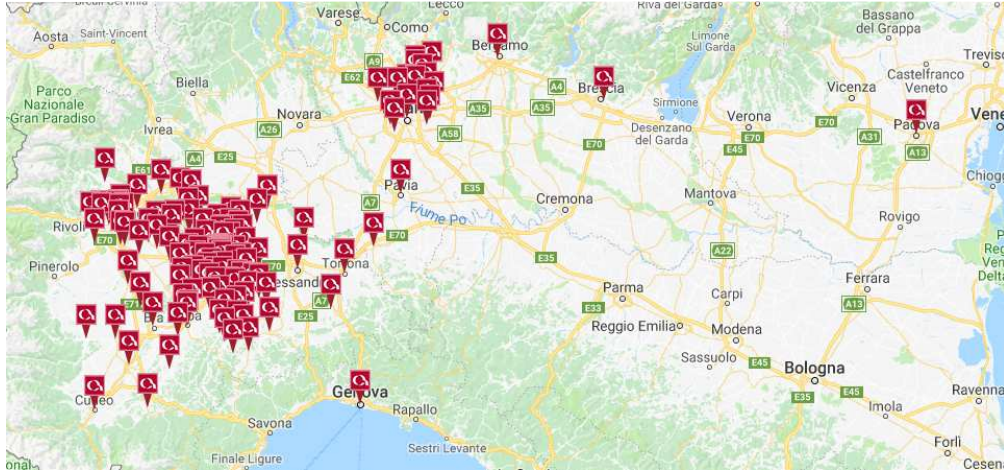 Riva del Garda
Lecco
Varese
Como
Bassano
del Grappa
Aosta
Saint-Vincent
Limone
Sul Garda
Bergamo
Treviso
A9
E62
A4
Castelfranco
Veneto
Parco
Nazionale
Gran Paradiso
Biella
Brescia
Vicenza
Sirmione
A35
A35
Novara
Verona
E70
E70
A31
Padova
Ivrea
A26
A58
Desenzano
del Garda
E70
E45
A13
A4
E25
E61
Pavia
E35
Mantova
Cremona
A7
Fiume Po
Rovigo
Rivoli
E70
E70
A22
E35
Pinerolo
E70
Tortona
Ferrara
Parma
Carpi
A13
E71
A7
E33
E25
Reggio Emilia
Modena
Sassuolo
Bologna
E45
Cuneo
Genova
E35
E45
Ravenna
Rapallo
Imola
Savona
Forlì
Sestri Levante
Finale Ligure